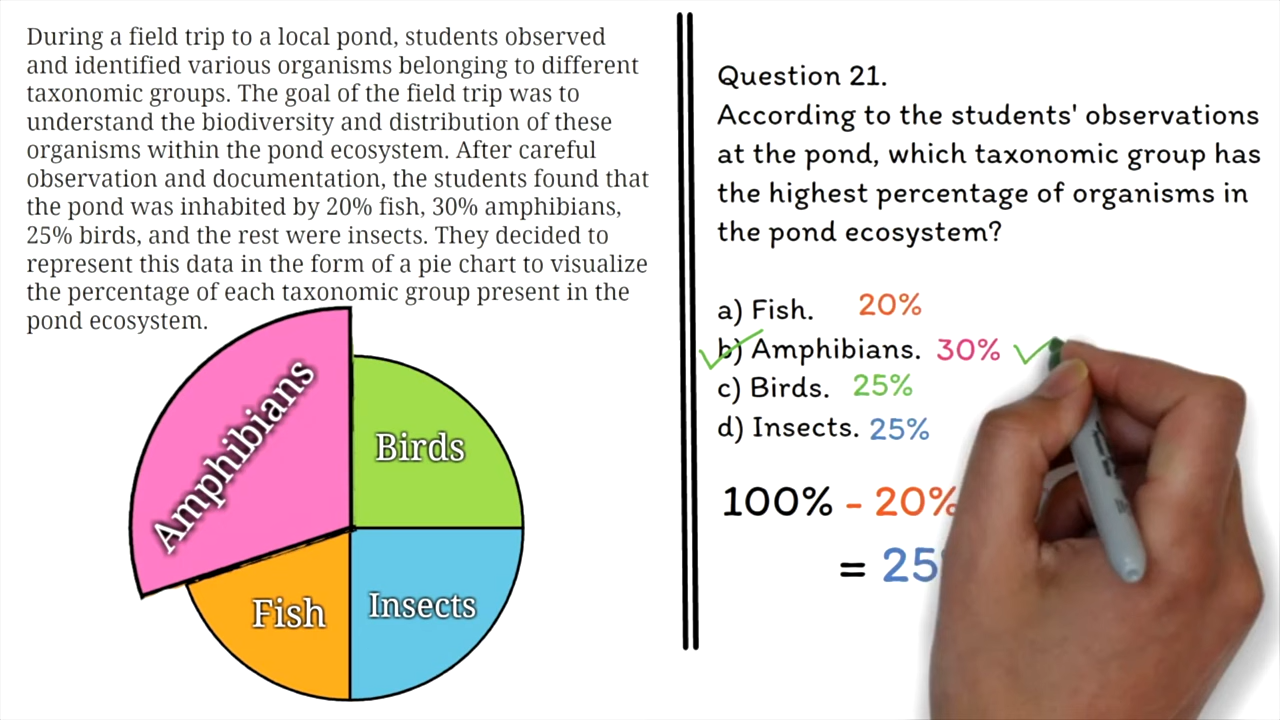 During a field trip to a local pond, students observed
and identified various organisms belonging to different
taxonomic groups. The goal of the field trip was to
understand the biodiversity and distribution of these
organisms within the pond ecosystem. After careful
observation and documentation, the students found that
the pond was inhabited by 20% fish, 30% amphibians,
25% birds, and the rest were insects. They decided to
represent this data in the form of a pie chart to visualize
the percentage of each taxonomic group present in the
pond ecosystem.
Amphibians
Birds
Fish
Insects
Question 21.
According to the students' observations
at the pond, which taxonomic group has
the highest percentage of organisms in
the pond ecosystem?
a) Fish. 20%
b) Amphibians. 30%
c) Birds. 25%
d) Insects. 25%
100% - 20%
= 25